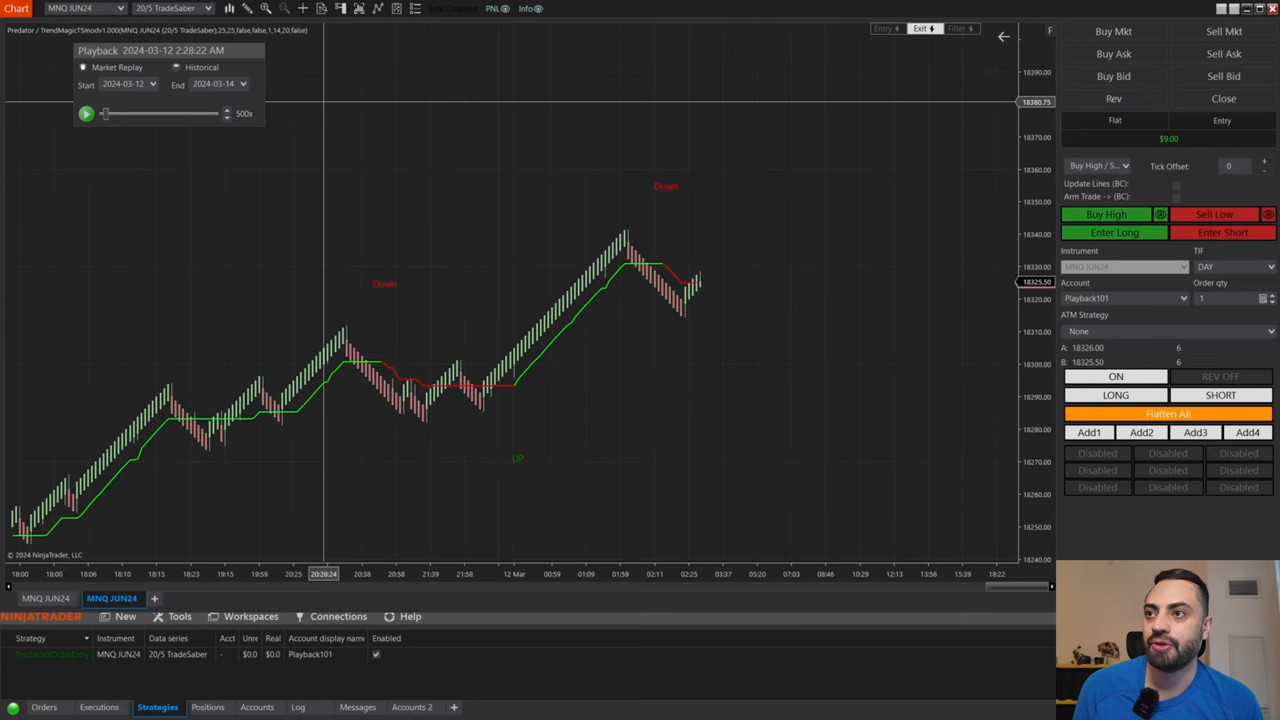 Chart
MNQ JUN24
20/5 TradeSaber
Sync Disabled
PNL
Info
Predator / TrendMagicTSmodv1.000(MNQ JUN24 (20/5 TradeSaber),25,25,false,false,1,14,20,false)
Entry
Exit
Filter
F
Playback 2024-03-12 2:28:22 AM
Market Replay
Historical
Start 2024-03-12 End 2024-03-14
500x
Down
Down
UP
18390.00
18380.75
18370.00
18360.00
18350.00
18340.00
18330.00
18325.50
18320.00
18310.00
18300.00
18290.00
18280.00
18270.00
18260.00
18250.00
18240.00
© 2024 NinjaTrader, LLC
18:00 18:00 18:06 18:10 18:15 18:23 19:15 19:59 20:25 20:28:24 20:38 20:58 21:39 21:58 12 Mar 00:59 01:09 01:59 02:11 02:25 03:37 05:20 07:03 08:46 10:29 12:13 13:56 15:39 18:22
MNQ JUN24
MNQ JUN24
+
Buy Mkt
Sell Mkt
Buy Ask
Sell Ask
Buy Bid
Sell Bid
Rev
Close
Flat
Entry
$9.00
Buy High / S...
Tick Offset:
0
Update Lines (BC):
Arm Trade -> (BC):
Buy High
Sell Low
Enter Long
Enter Short
Instrument
TIF
MNQ JUN24
DAY
Account
Order qty
Playback101
1
ATM Strategy
None
A: 18326.00 6
B: 18325.50 6
ON
REV OFF
LONG
SHORT
Flatten All
Add1
Add2
Add3
Add4
Disabled Disabled Disabled
Disabled Disabled Disabled
Disabled Disabled Disabled
NINJATRADER
New
Tools
Workspaces
Connections
Help
Strategy Instrument Data series Acct Unre Real Account display name Enabled
PredatorXOrderEntry MNQ JUN24 20/5 TradeSaber - $0.0 $0.0 Playback101
Orders
Executions
Strategies
Positions
Accounts
Log
Messages
Accounts 2
+